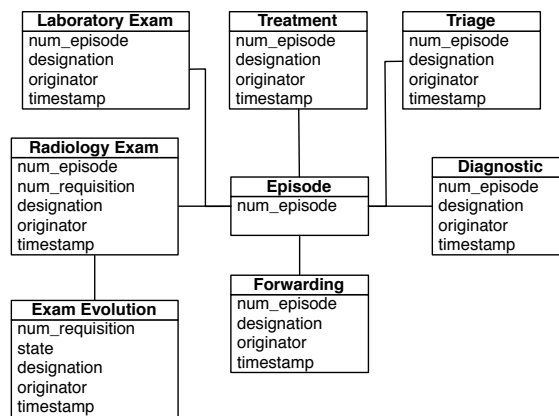 Laboratory Exam
num_episode
designation
originator
timestamp
Treatment
num_episode
designation
originator
timestamp
Triage
num_episode
designation
originator
timestamp
Radiology Exam
num_episode
num_requisition
designation
originator
timestamp
Episode
num_episode
Diagnostic
num_episode
designation
originator
timestamp
Exam Evolution
num_requisition
state
designation
originator
timestamp
Forwarding
num_episode
designation
originator
timestamp